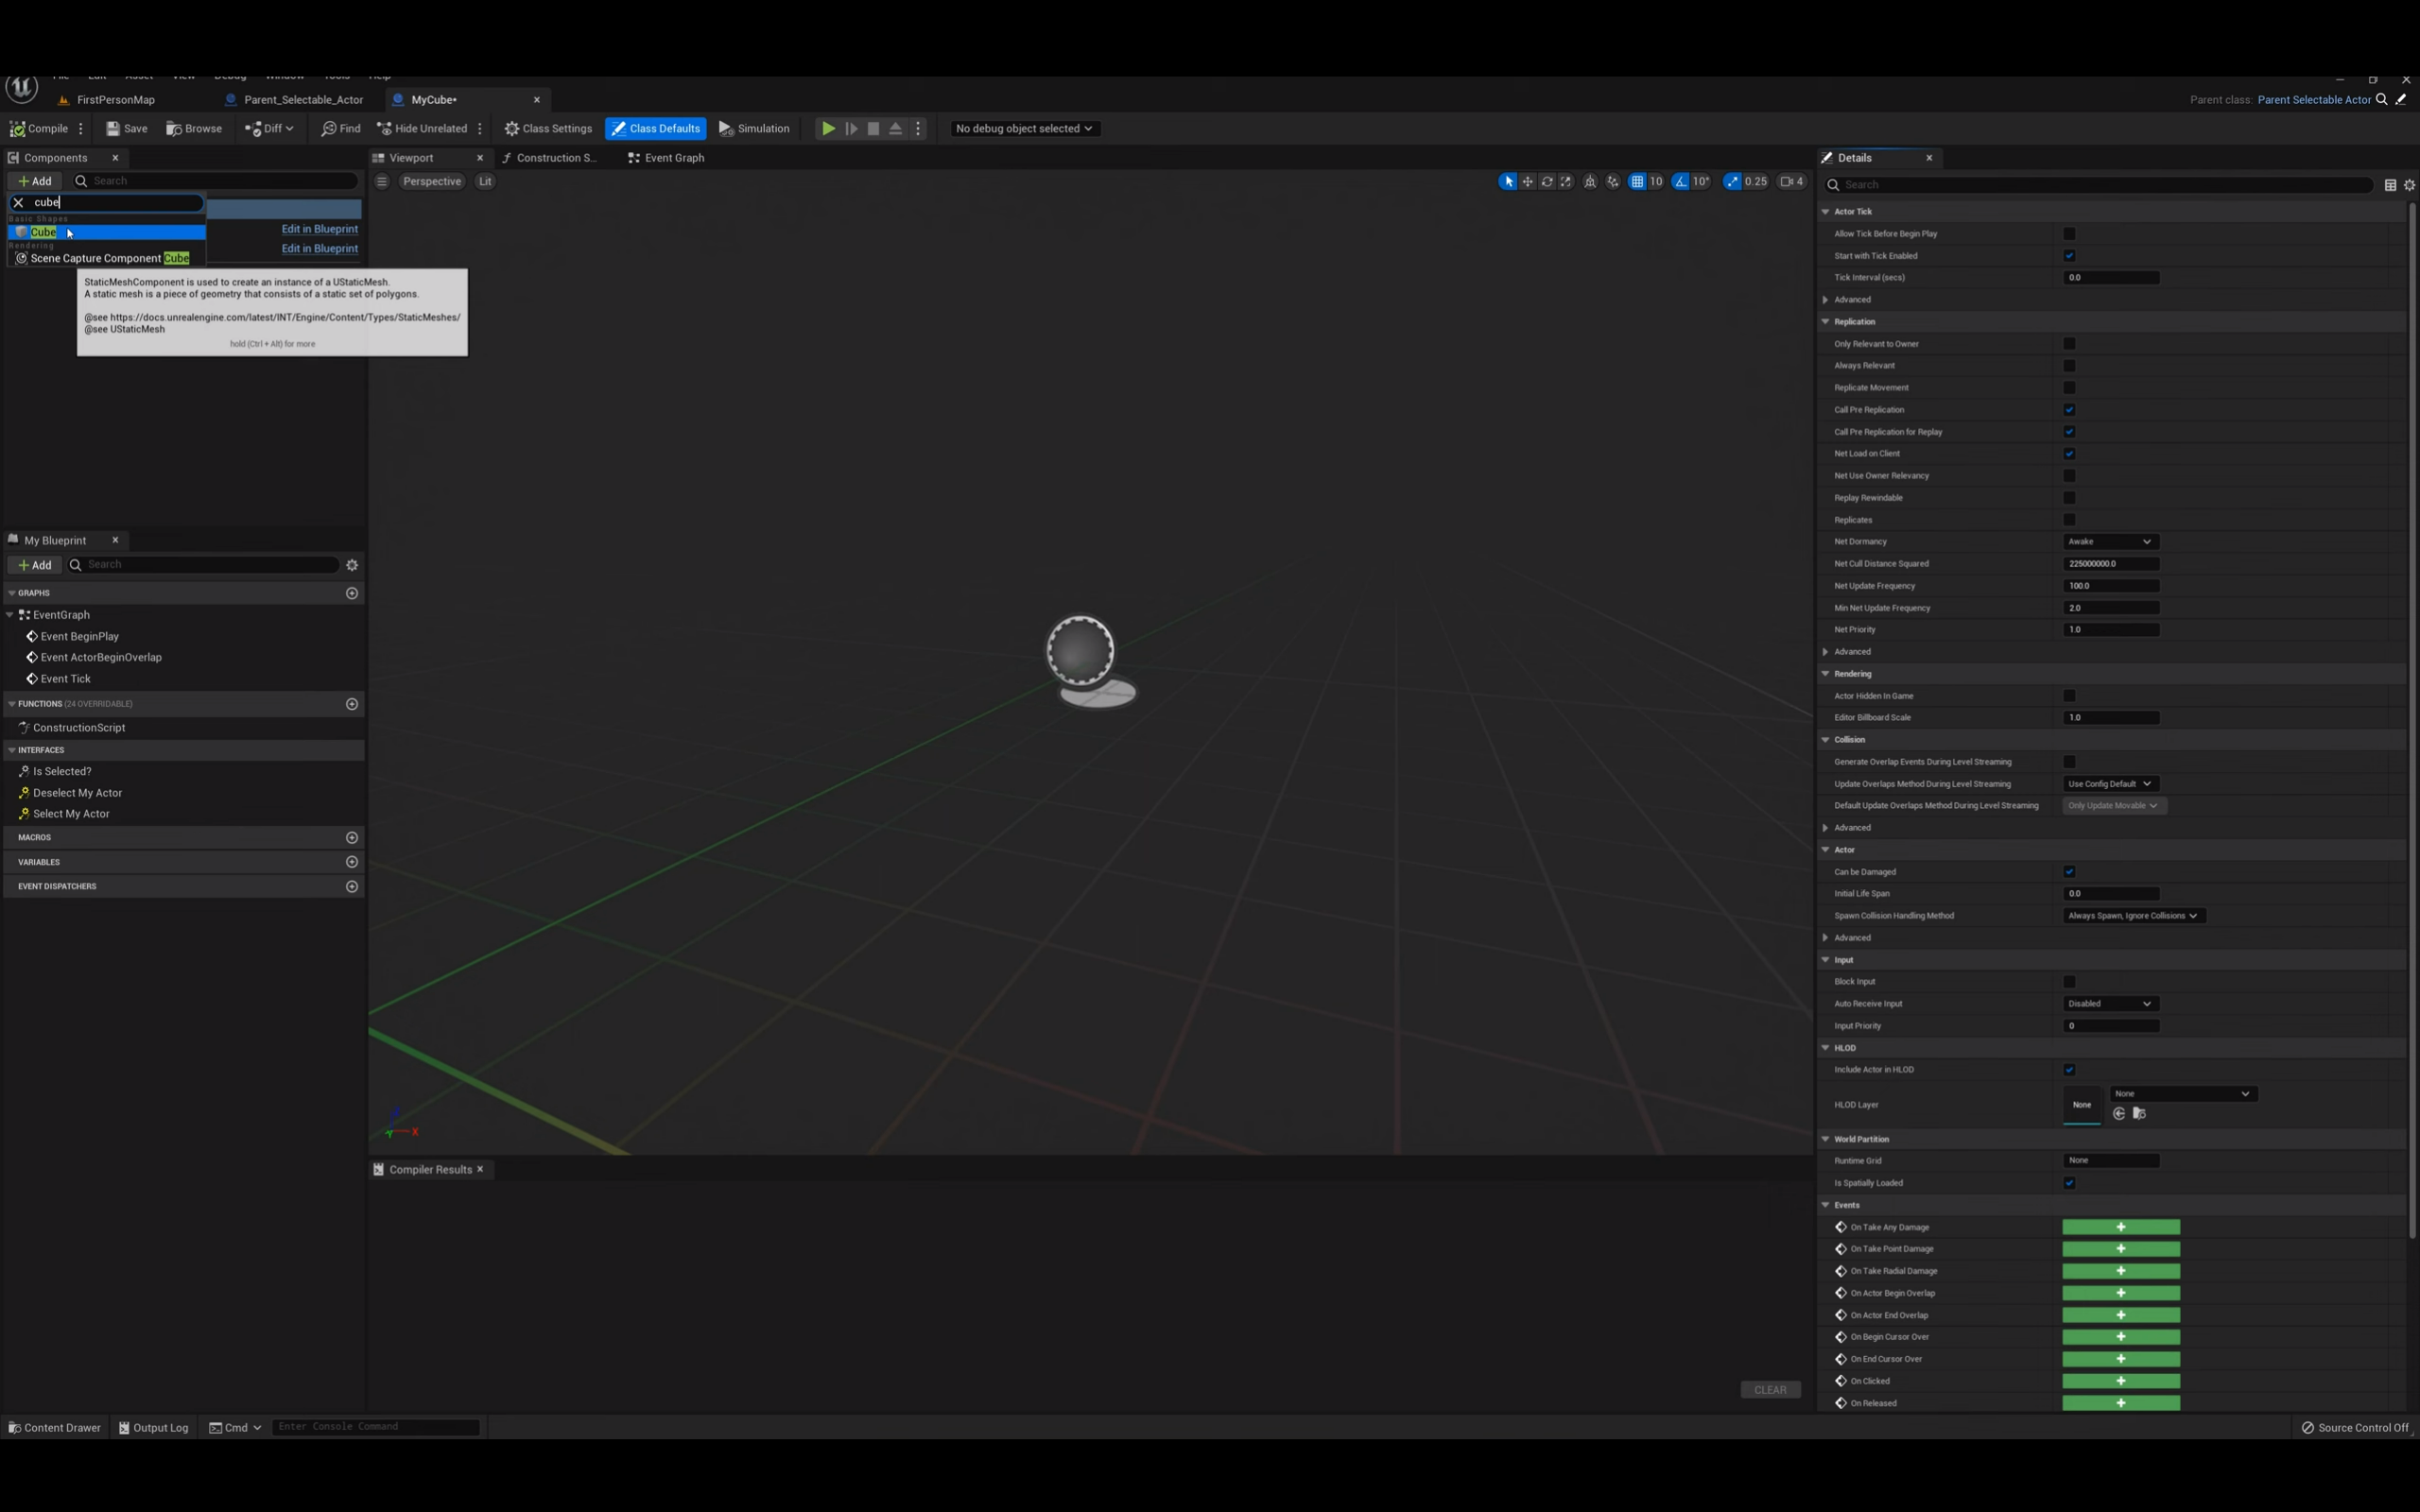 File Edit Asset View Debug Window Tools Help
FirstPersonMap Parent_Selectable_Actor MyCube•
Parent class: Parent Selectable Actor
Compile Save Browse Diff Find Hide Unrelated Class Settings Class Defaults Simulation No debug object selected
Components
+ Add Search
cube
Basic Shapes
Cube
Rendering
Scene Capture Component Cube
Edit in Blueprint
Edit in Blueprint
StaticMeshComponent is used to create an instance of a UStaticMesh.
A static mesh is a piece of geometry that consists of a static set of polygons.
@see https://docs.unrealengine.com/latest/INT/Engine/Content/Types/StaticMeshes/
@see UStaticMesh
hold (Ctrl + Alt) for more
My Blueprint
+ Add Search
GRAPHS
EventGraph
Event BeginPlay
Event ActorBeginOverlap
Event Tick
FUNCTIONS (24 OVERRIDABLE)
ConstructionScript
INTERFACES
Is Selected?
Deselect My Actor
Select My Actor
MACROS
VARIABLES
EVENT DISPATCHERS
Viewport Construction S... Event Graph
Perspective Lit
10 10° 0.25 4
X
Compiler Results
CLEAR
Details
Search
Actor Tick
Allow Tick Before Begin Play
Start with Tick Enabled
Tick Interval (secs) 0.0
Advanced
Replication
Only Relevant to Owner
Always Relevant
Replicate Movement
Call Pre Replication
Call Pre Replication for Replay
Net Load on Client
Net Use Owner Relevancy
Replay Rewindable
Replicates
Net Dormancy Awake
Net Cull Distance Squared 225000000.0
Net Update Frequency 100.0
Min Net Update Frequency 2.0
Net Priority 1.0
Advanced
Rendering
Actor Hidden In Game
Editor Billboard Scale 1.0
Collision
Generate Overlap Events During Level Streaming
Update Overlaps Method During Level Streaming Use Config Default
Default Update Overlaps Method During Level Streaming Only Update Movable
Advanced
Actor
Can be Damaged
Initial Life Span 0.0
Spawn Collision Handling Method Always Spawn, Ignore Collisions
Advanced
Input
Block Input
Auto Receive Input Disabled
Input Priority 0
HLOD
Include Actor in HLOD
HLOD Layer None None
World Partition
Runtime Grid None
Is Spatially Loaded
Events
On Take Any Damage
On Take Point Damage
On Take Radial Damage
On Actor Begin Overlap
On Actor End Overlap
On Begin Cursor Over
On End Cursor Over
On Clicked
On Released
Content Drawer Output Log Cmd Enter Console Command Source Control Off